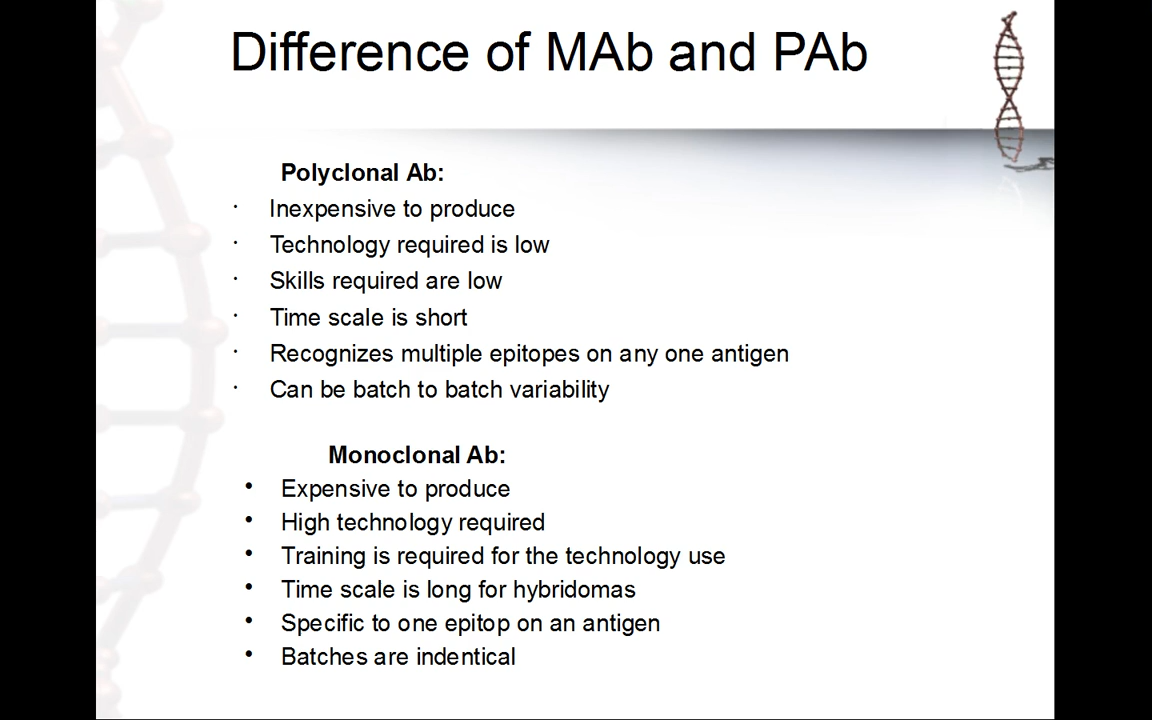 Difference of MAb and PAb
Polyclonal Ab:
· Inexpensive to produce
· Technology required is low
· Skills required are low
· Time scale is short
· Recognizes multiple epitopes on any one antigen
· Can be batch to batch variability
Monoclonal Ab:
• Expensive to produce
• High technology required
• Training is required for the technology use
• Time scale is long for hybridomas
• Specific to one epitop on an antigen
• Batches are indentical